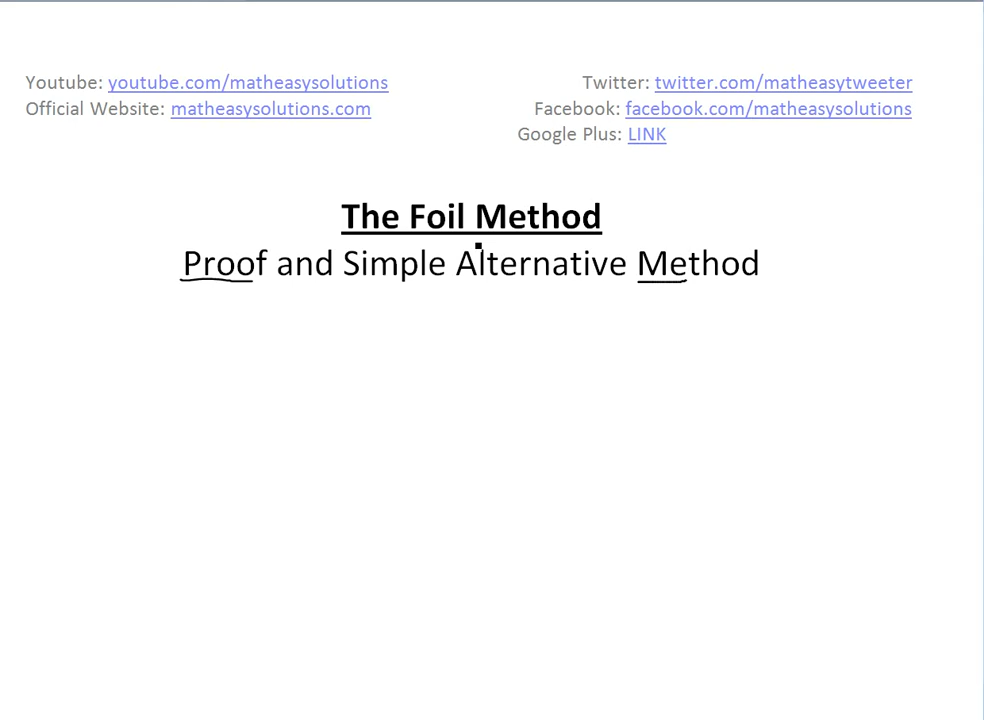 Youtube: youtube.com/matheasysolutions
Official Website: matheasysolutions.com
Twitter: twitter.com/matheasytweeter
Facebook: facebook.com/matheasysolutions
Google Plus: LINK
The Foil Method
Proof and Simple Alternative Method